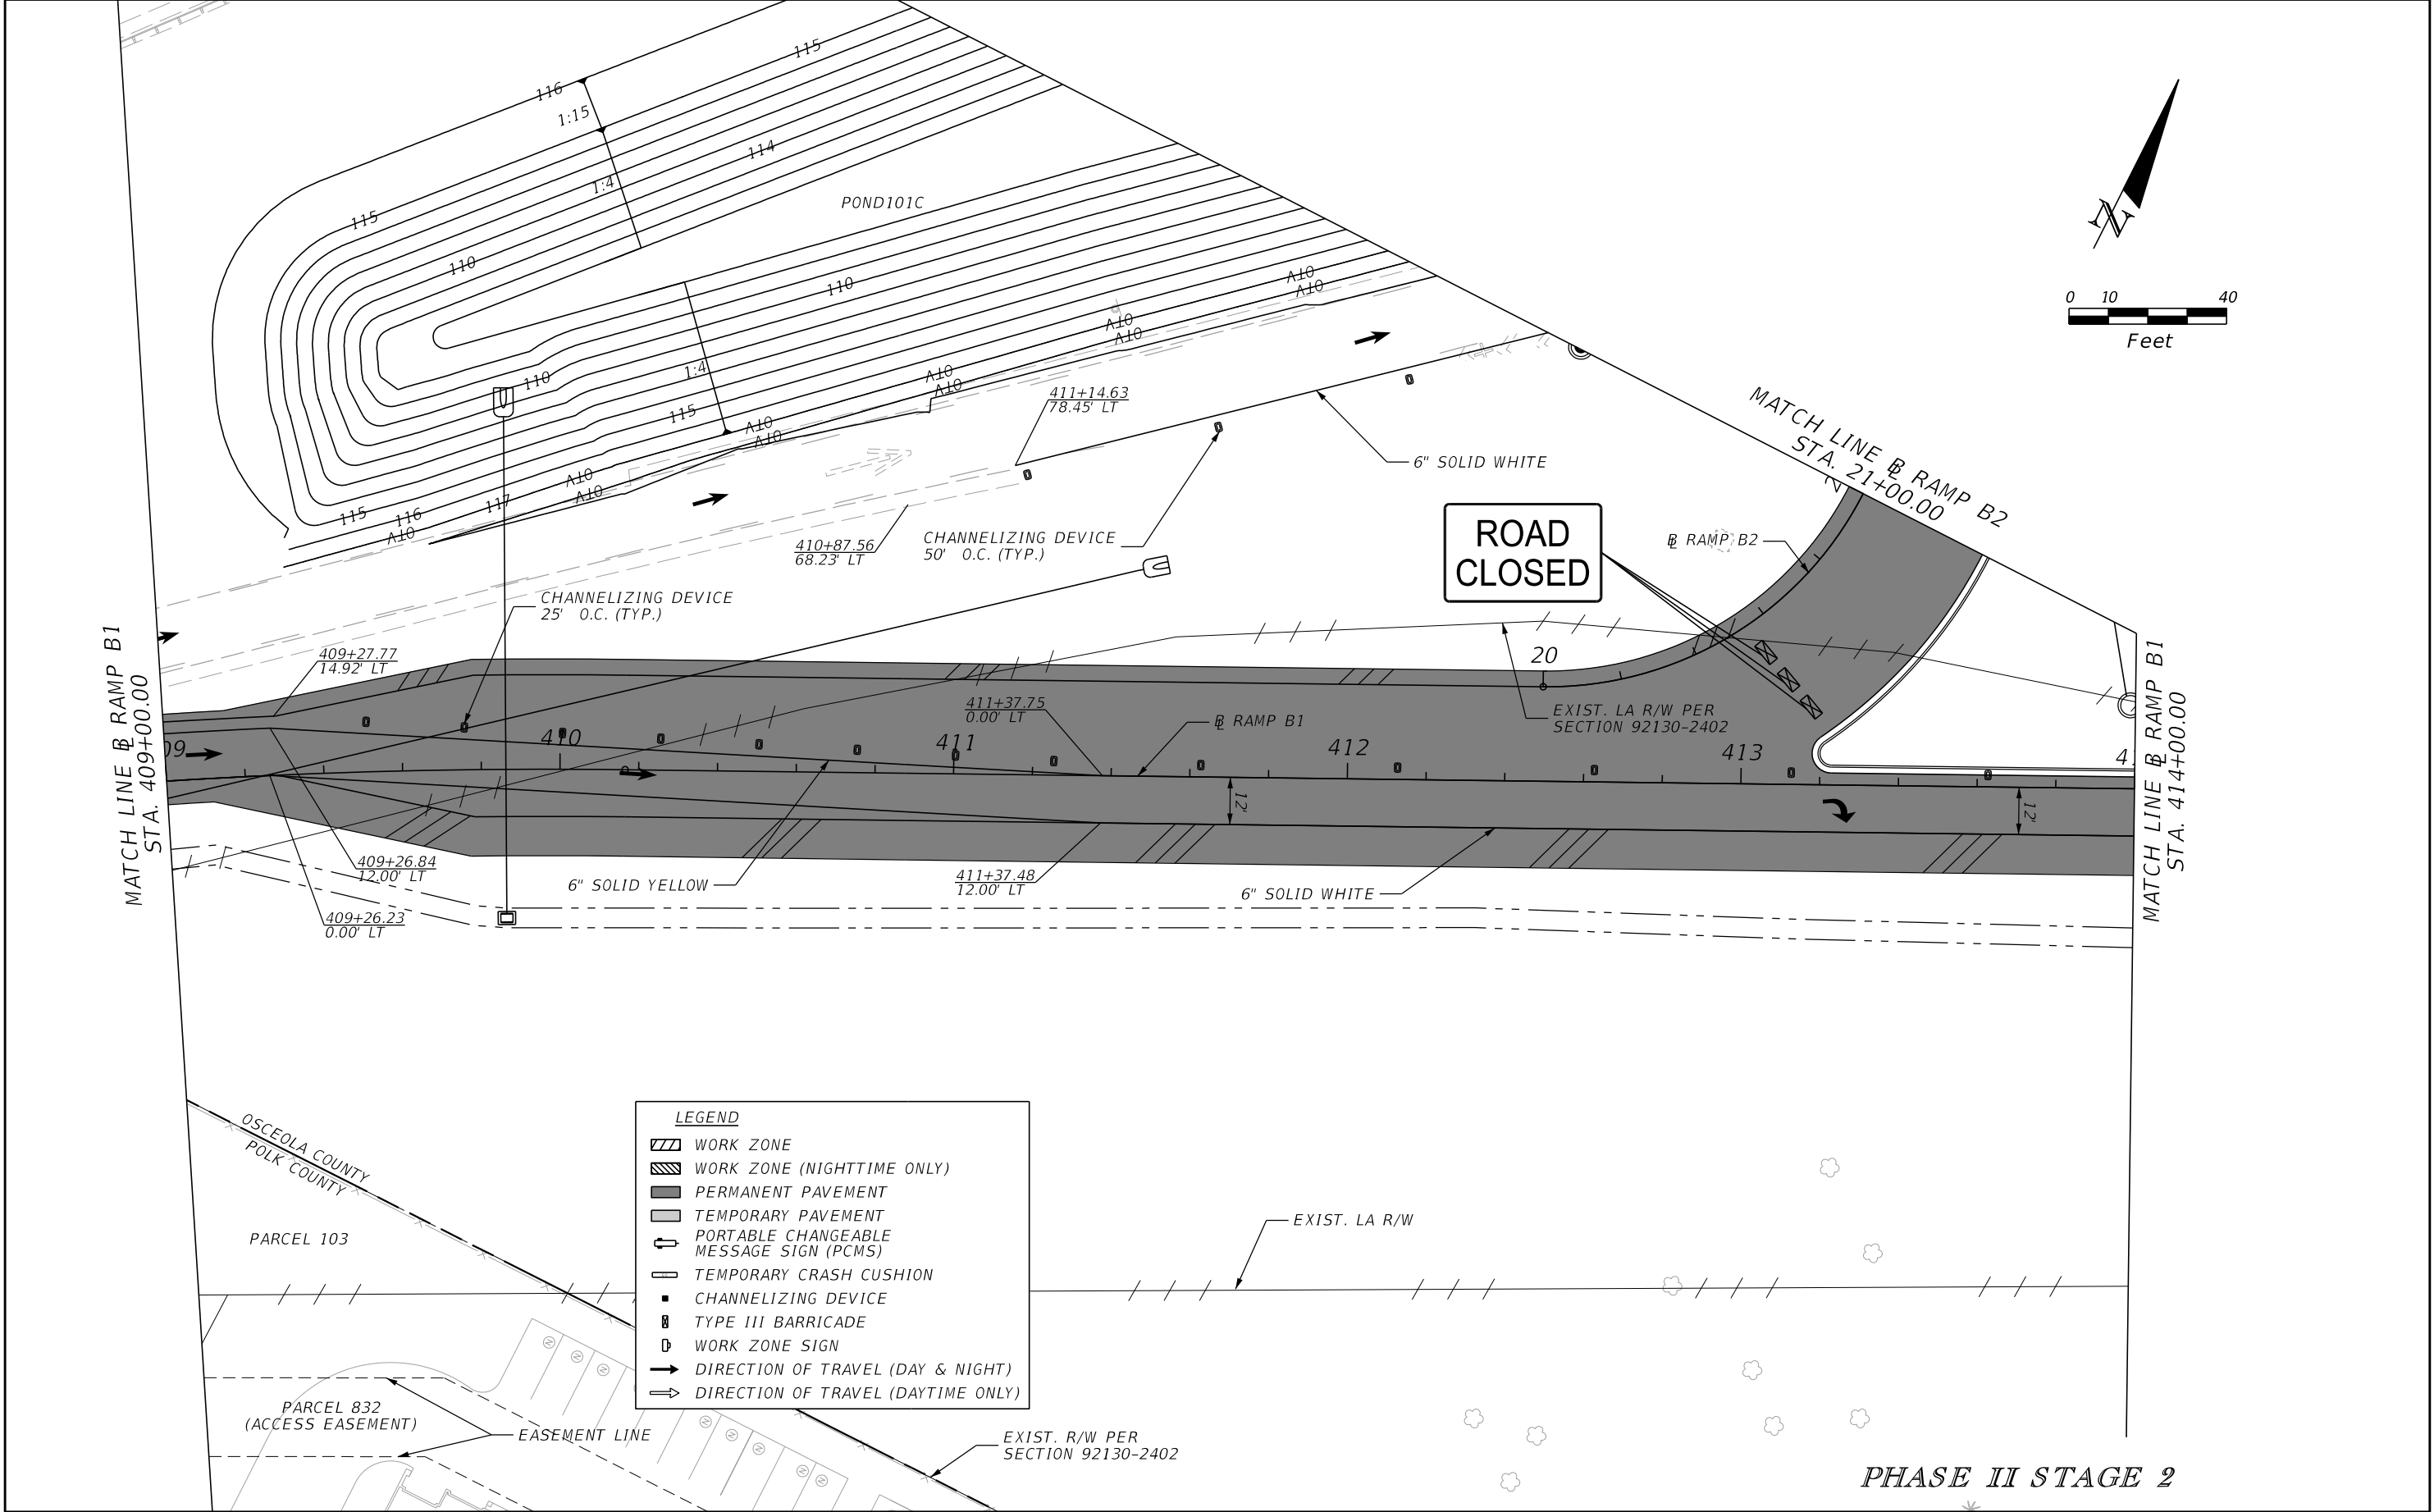 116
115
1:15
114
1:4
115
110
POND101C
110
110
1:4
115
A10
A10
A10
A10
A10
A10
A10
A10
A10
A10
A10
117
116
115
N
0 10 40
Feet
411+14.63
78.45' LT
6" SOLID WHITE
MATCH LINE BL RAMP B2
STA. 21+00.00
2
410+87.56
68.23' LT
CHANNELIZING DEVICE
50' O.C. (TYP.)
ROAD
CLOSED
BL RAMP B2
CHANNELIZING DEVICE
25' O.C. (TYP.)
MATCH LINE BL RAMP B1
STA. 409+00.00
409+27.77
14.92' LT
20
411+37.75
0.00' LT
BL RAMP B1
EXIST. LA R/W PER
SECTION 92130-2402
09
410
411
412
413
41
MATCH LINE BL RAMP B1
STA. 414+00.00
12'
12'
409+26.84
12.00' LT
6" SOLID YELLOW
411+37.48
12.00' LT
6" SOLID WHITE
409+26.23
0.00' LT
OSCEOLA COUNTY
POLK COUNTY
PARCEL 103
LEGEND
WORK ZONE
WORK ZONE (NIGHTTIME ONLY)
PERMANENT PAVEMENT
TEMPORARY PAVEMENT
PORTABLE CHANGEABLE
MESSAGE SIGN (PCMS)
TEMPORARY CRASH CUSHION
CHANNELIZING DEVICE
TYPE III BARRICADE
WORK ZONE SIGN
DIRECTION OF TRAVEL (DAY & NIGHT)
DIRECTION OF TRAVEL (DAYTIME ONLY)
EXIST. LA R/W
PARCEL 832
(ACCESS EASEMENT)
EASEMENT LINE
EXIST. R/W PER
SECTION 92130-2402
PHASE II STAGE 2